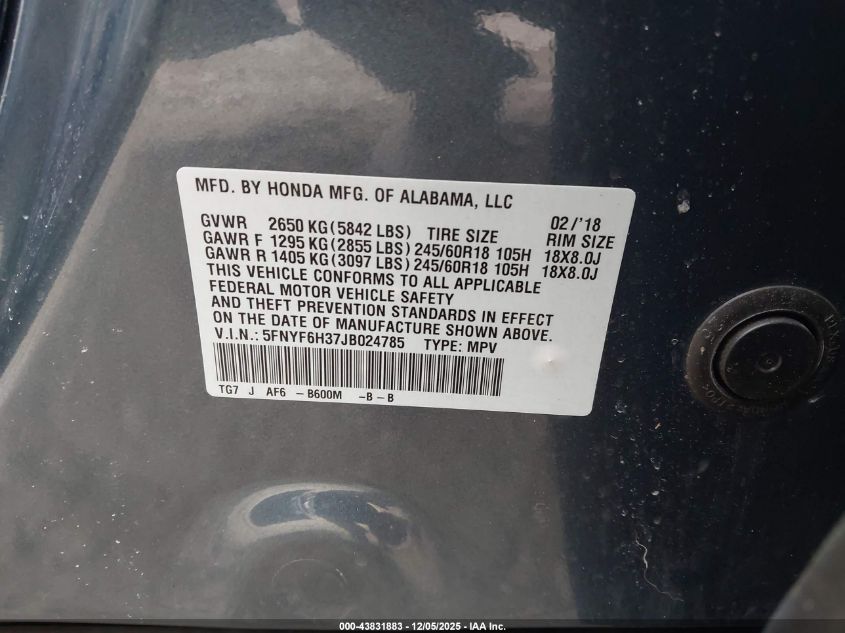 MFD. BY HONDA MFG. OF ALABAMA, LLC
GVWR 2650 KG(5842 LBS) TIRE SIZE 02/'18 RIM SIZE
GAWR F 1295 KG(2855 LBS) 245/60R18 105H 18X8.0J
GAWR R 1405 KG(3097 LBS) 245/60R18 105H 18X8.0J
THIS VEHICLE CONFORMS TO ALL APPLICABLE
FEDERAL MOTOR VEHICLE SAFETY
AND THEFT PREVENTION STANDARDS IN EFFECT
ON THE DATE OF MANUFACTURE SHOWN ABOVE.
V.I.N.: 5FNYF6H37JB024785 TYPE: MPV
TG7 J AF6 - B600M -B - B
000-43831883 - 12/05/2025 - IAA Inc.